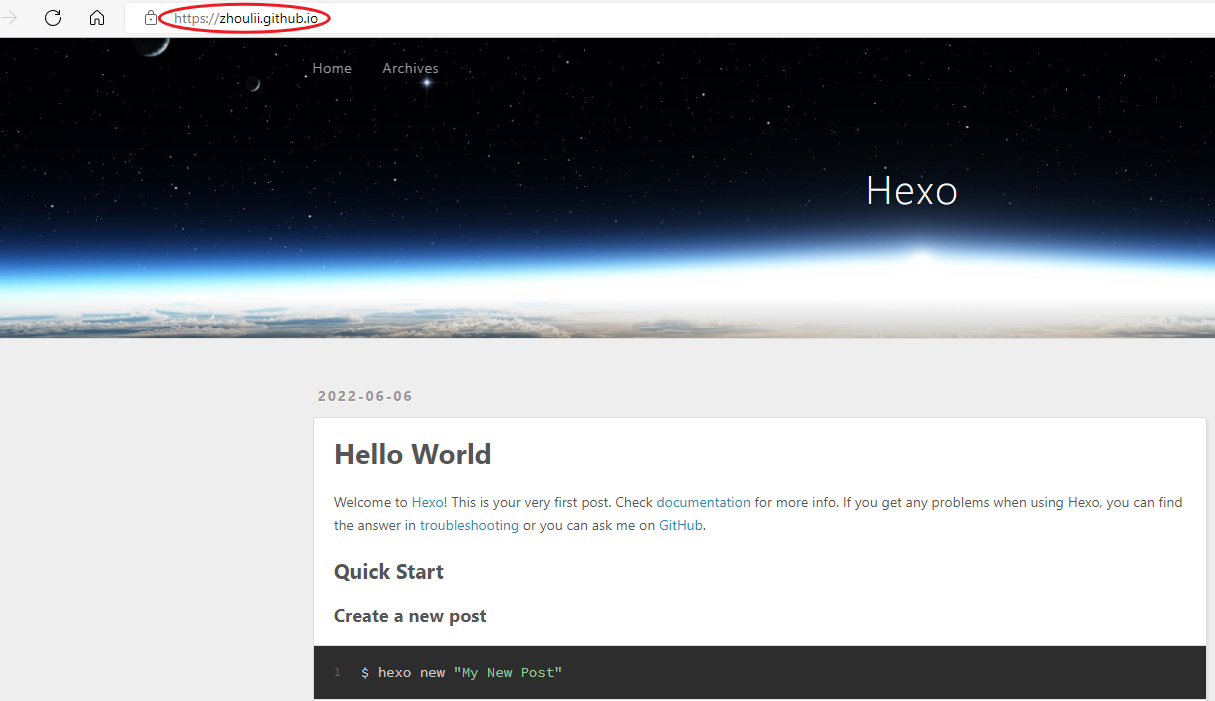 https://zhoulii.github.io
Home Archives
Hexo
2022-06-06
Hello World
Welcome to Hexo! This is your very first post. Check documentation for more info. If you get any problems when using Hexo, you can find
the answer in troubleshooting or you can ask me on GitHub.
Quick Start
Create a new post
1 $ hexo new "My New Post"